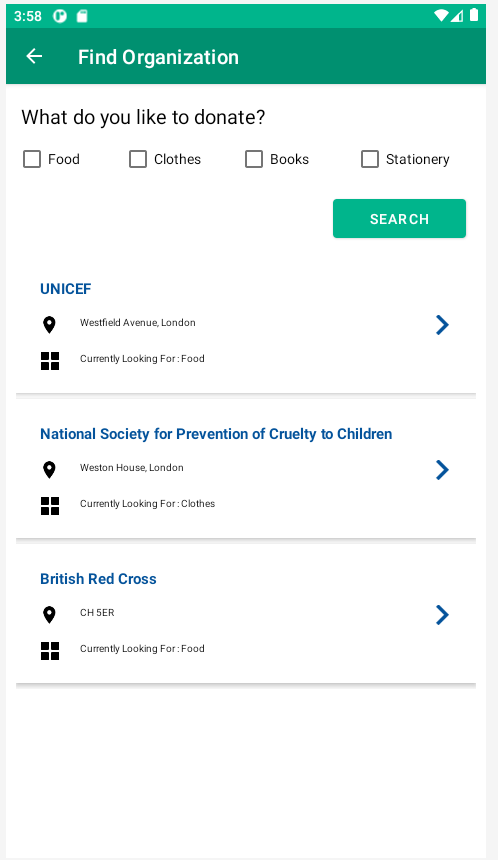 3:58
Find Organization
What do you like to donate?
Food Clothes Books Stationery
SEARCH
UNICEF
Westfield Avenue, London
Currently Looking For : Food
National Society for Prevention of Cruelty to Children
Weston House, London
Currently Looking For : Clothes
British Red Cross
CH 5ER
Currently Looking For : Food